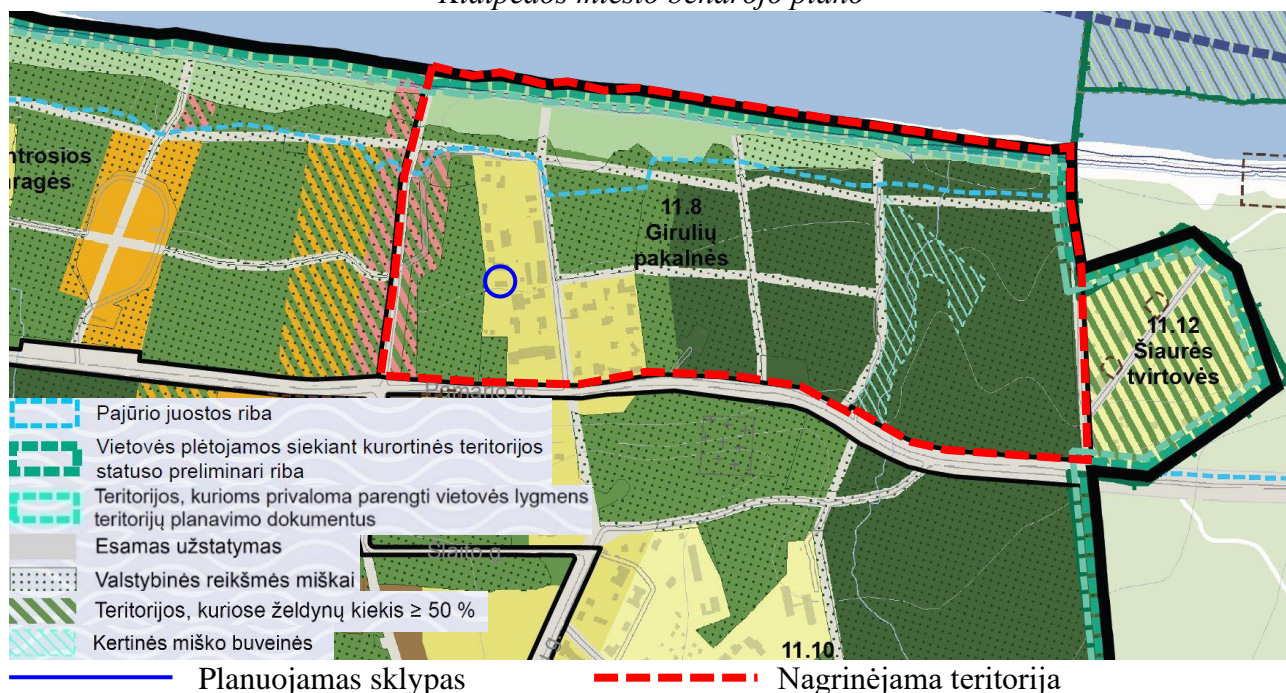 Klaipėdos miesto bendrojo plano
ntrosios
ragės
11.8
Girulių
pakalnės
11.12
Šiaurės
tvirtovės
Pamario g.
Pajūrio juostos riba
Vietovės plėtojamos siekiant kurortinės teritorijos
statuso preliminari riba
Teritorijos, kurioms privaloma parengti vietovės lygmens
teritorijų planavimo dokumentus
Esamas užstatymas
Šlaito g.
Valstybinės reikšmės miškai
Teritorijos, kuriose želdynų kiekis ≥ 50 %
Kertinės miško buveinės
11.10
Planuojamas sklypas
Nagrinėjama teritorija